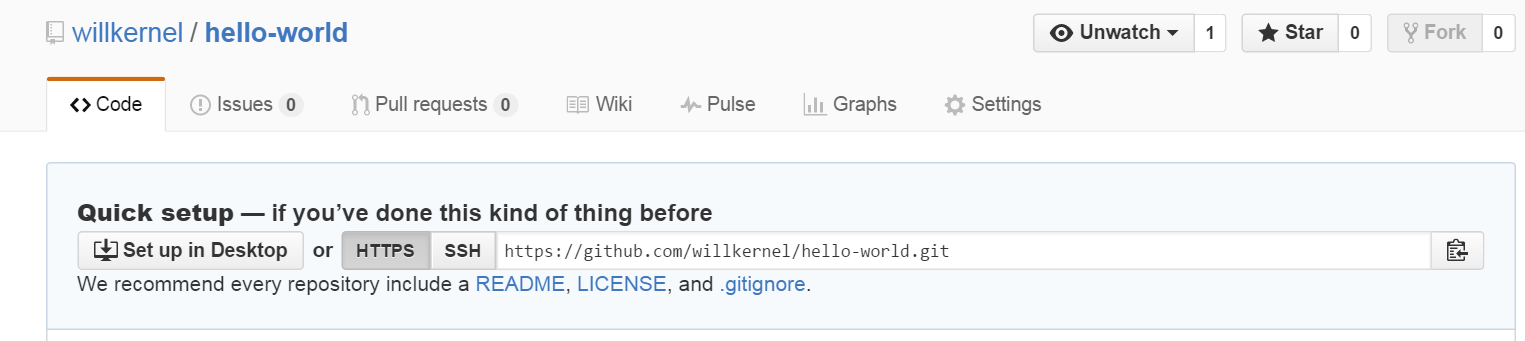 willkernel / hello-world Unwatch 1 Star 0 Fork 0
Code Issues 0 Pull requests 0 Wiki Pulse Graphs Settings
Quick setup — if you’ve done this kind of thing before
Set up in Desktop or HTTPS SSH https://github.com/willkernel/hello-world.git
We recommend every repository include a README, LICENSE, and .gitignore.